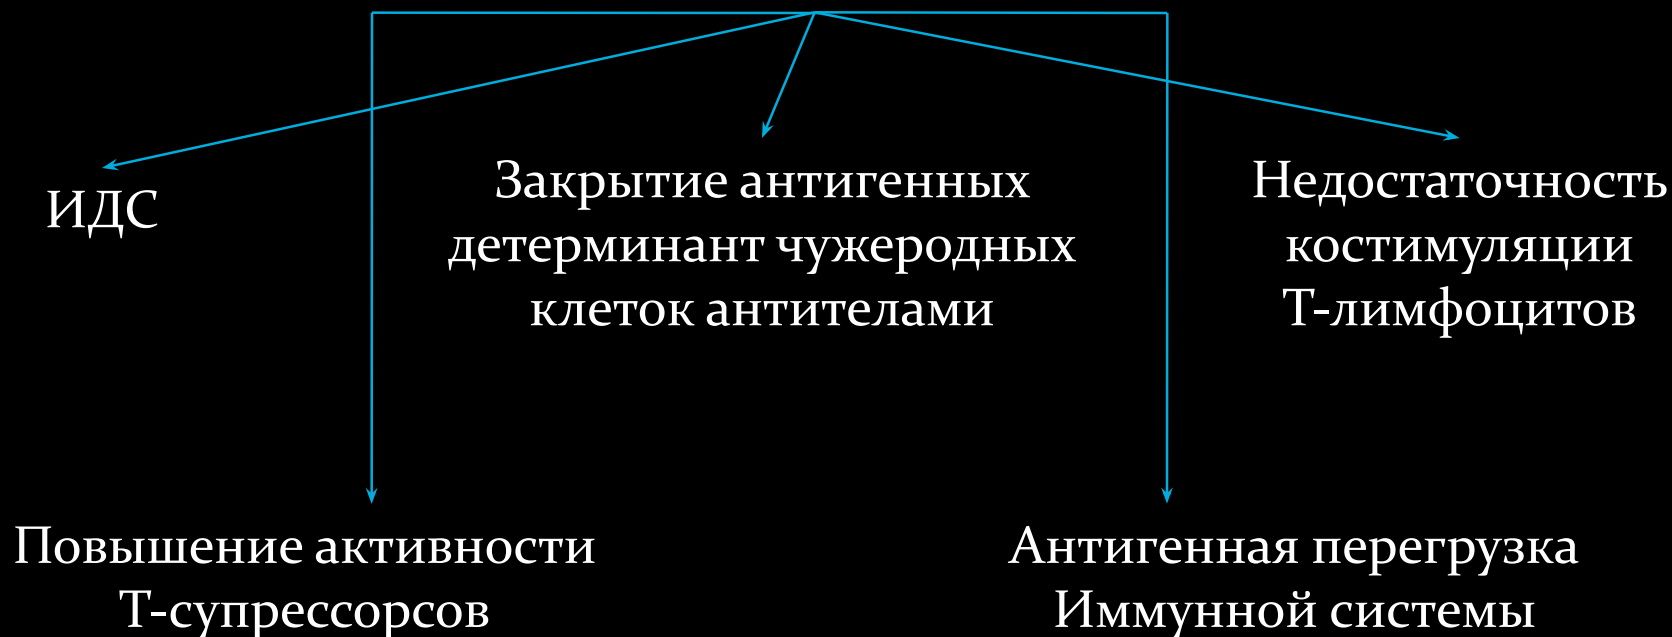 ИДС
Закрытие антигенных
детерминант чужеродных
клеток антителами
Недостаточность
костимуляции
Т-лимфоцитов
Повышение активности
Т-супрессорсов
Антигенная перегрузка
Иммунной системы